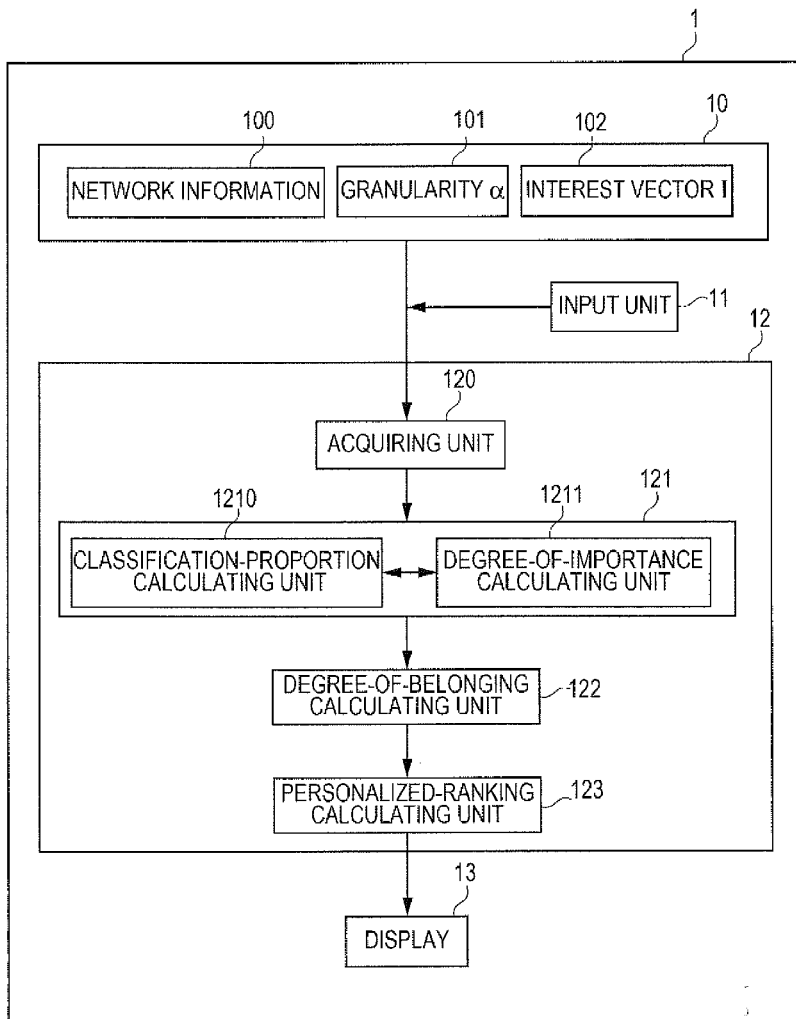 1
10
100
101
102
NETWORK INFORMATION
GRANULARITY α
INTEREST VECTOR I
INPUT UNIT
11
12
120
ACQUIRING UNIT
121
1210
1211
CLASSIFICATION-PROPORTION
CALCULATING UNIT
DEGREE-OF-IMPORTANCE
CALCULATING UNIT
DEGREE-OF-BELONGING
CALCULATING UNIT
122
PERSONALIZED-RANKING
CALCULATING UNIT
123
13
DISPLAY